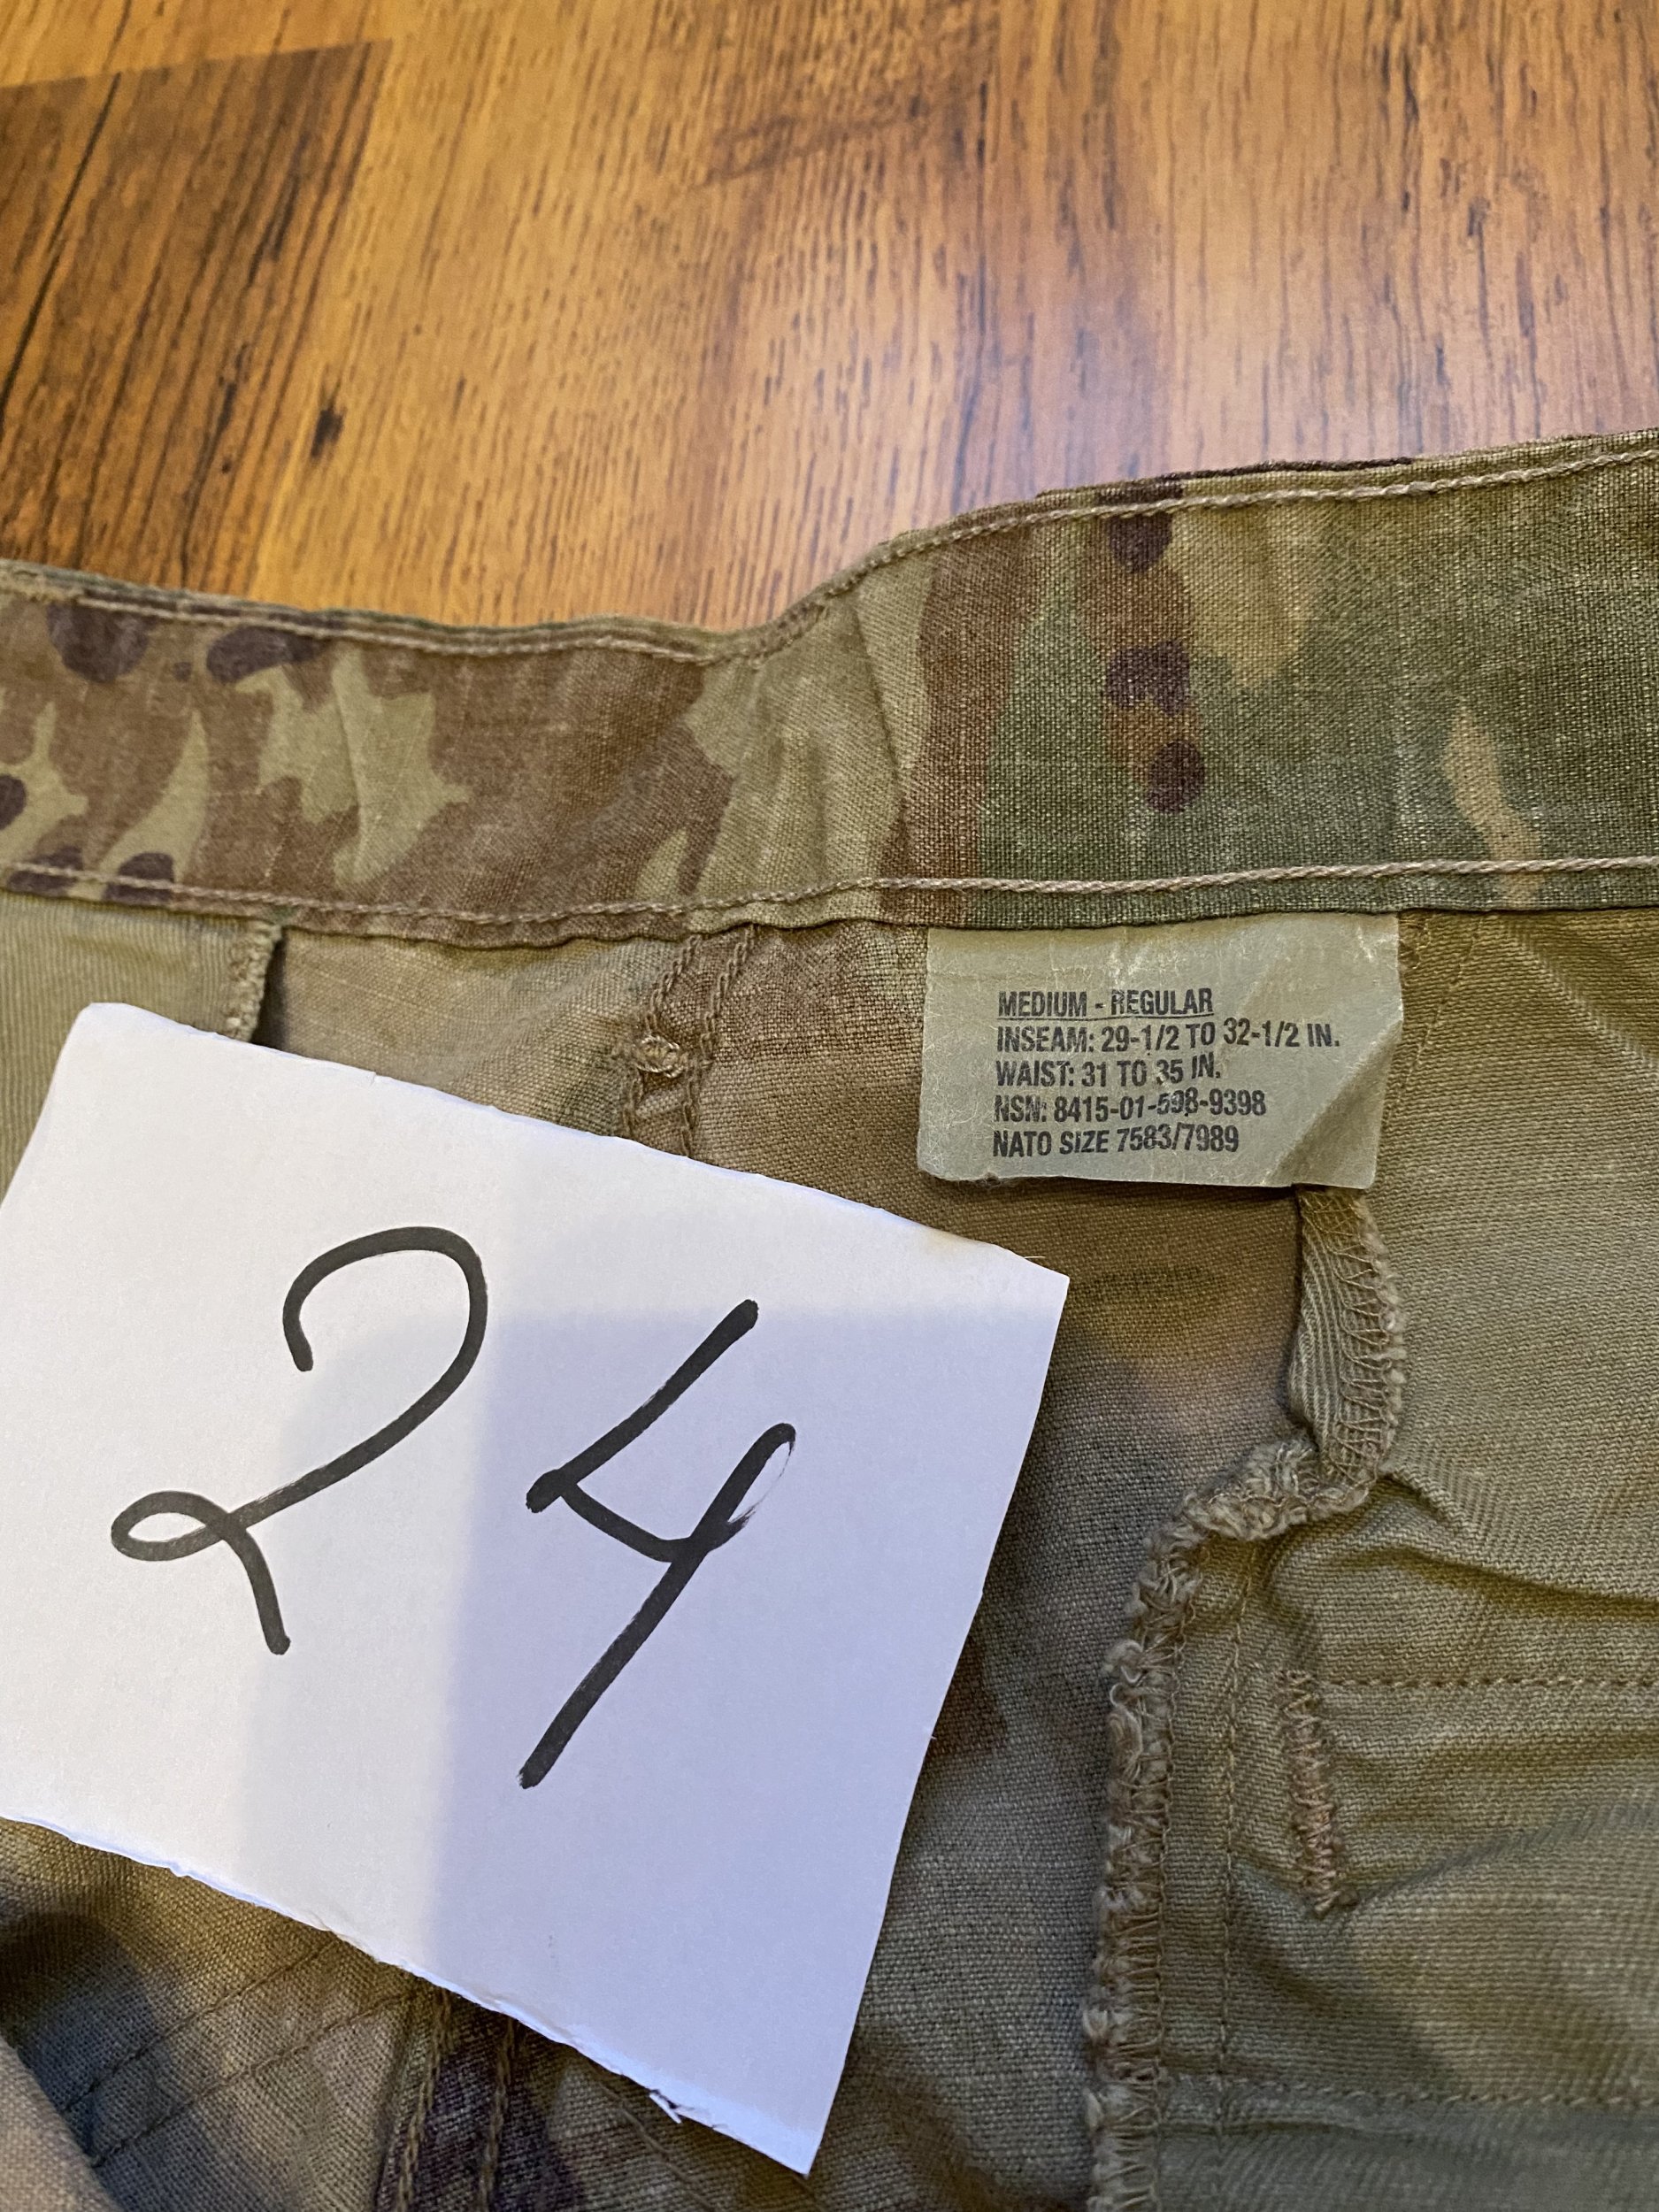 MEDIUM - REGULAR
INSEAM: 29-1/2 TO 32-1/2 IN.
WAIST: 31 TO 35 IN.
NSN: 8415-01-598-9398
NATO SIZE 7583/7989
24